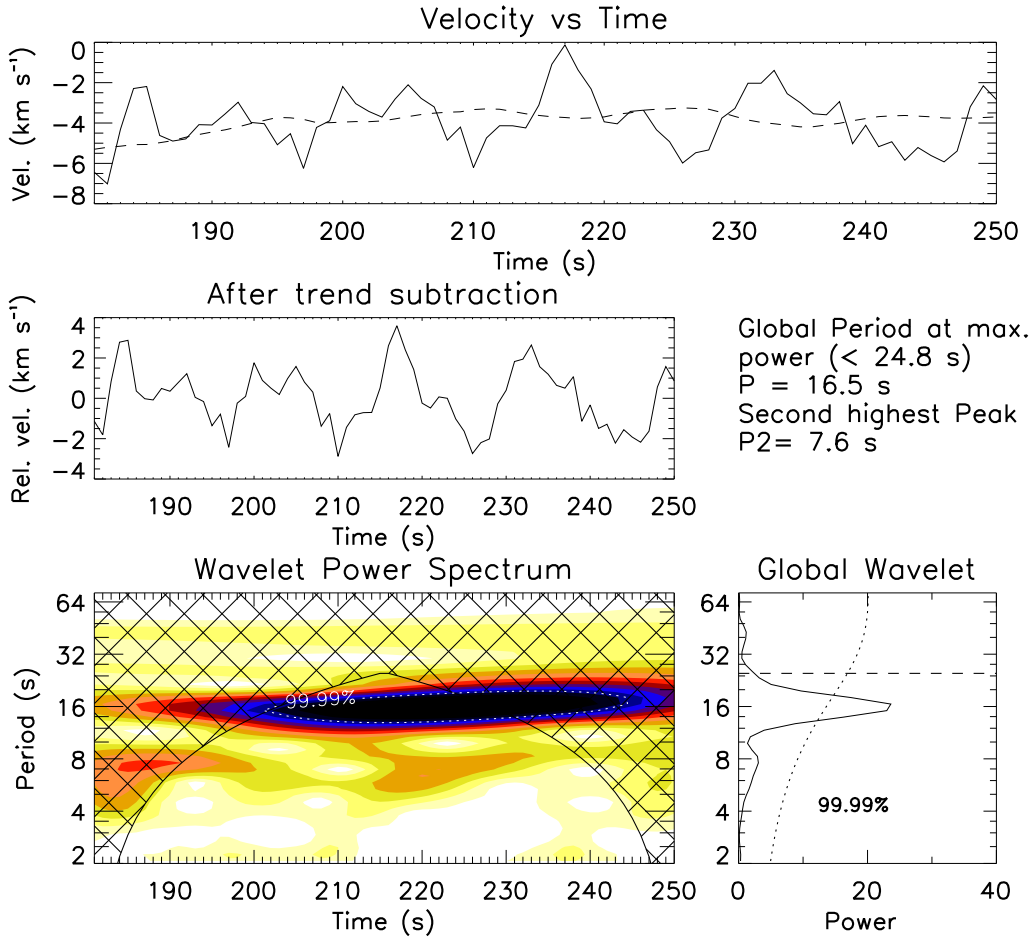 Velocity vs Time
Vel. (km s⁻¹)
0
−2
−4
−6
−8
190 200 210 220 230 240 250
Time (s)
After trend subtraction
Rel. vel. (km s⁻¹)
4
2
0
−2
−4
190 200 210 220 230 240 250
Time (s)
Global Period at max.
power (< 24.8 s)
P = 16.5 s
Second highest Peak
P2= 7.6 s
Wavelet Power Spectrum
Period (s)
64
32
16
8
4
2
99.99%
190 200 210 220 230 240 250
Time (s)
Global Wavelet
64
32
16
8
4
2
99.99%
0 20 40
Power